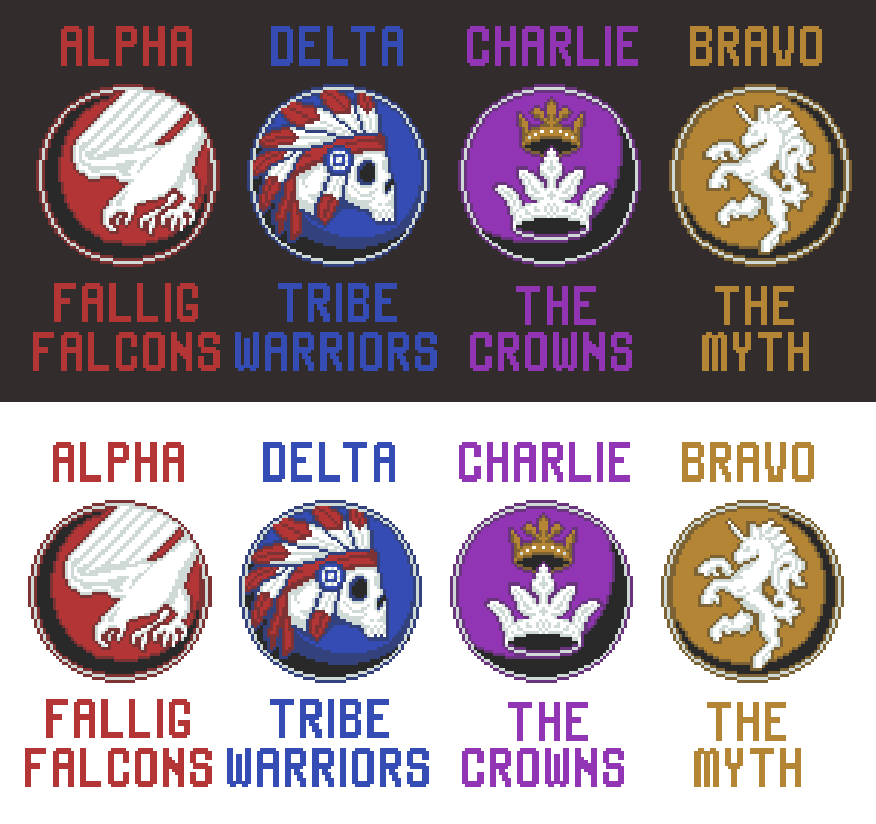 ALPHA DELTA CHARLIE BRAVO
FALLIG FALCONS
TRIBE WARRIORS
THE CROWNS
THE MYTH
ALPHA DELTA CHARLIE BRAVO
FALLIG FALCONS
TRIBE WARRIORS
THE CROWNS
THE MYTH